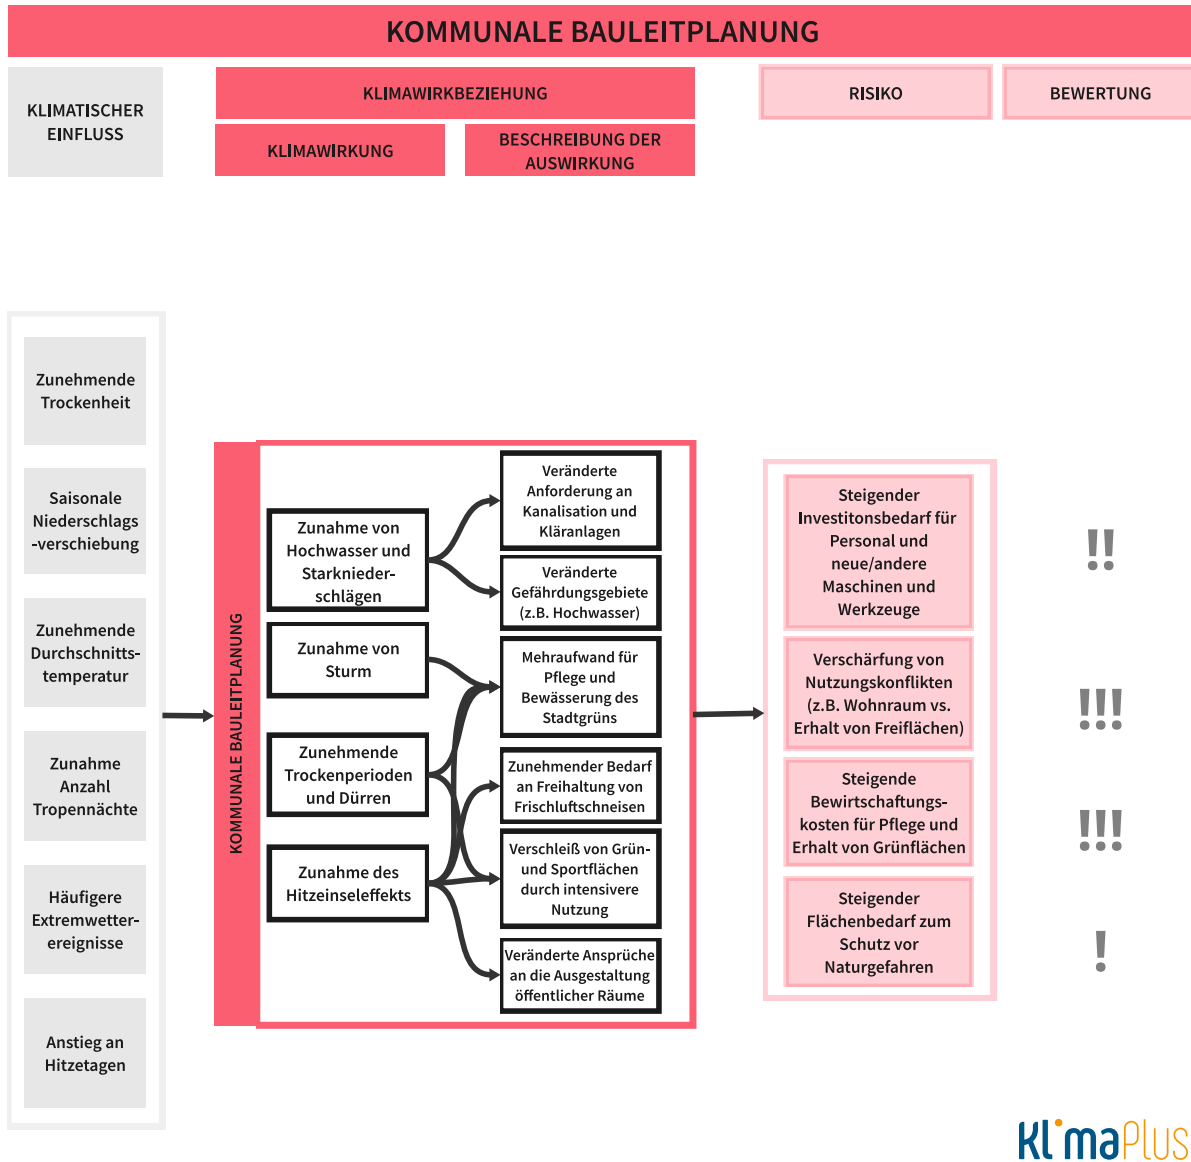 KOMMUNALE BAULEITPLANUNG
KLIMATISCHER
EINFLUSS
KLIMAWIRKBEZIEHUNG
KLIMAWIRKUNG
BESCHREIBUNG DER
AUSWIRKUNG
RISIKO
BEWERTUNG
Zunehmende
Trockenheit
Saisonale
Niederschlags
-verschiebung
Zunehmende
Durchschnitts-
temperatur
Zunahme
Anzahl
Tropennächte
Häufigere
Extremwetter-
ereignisse
Anstieg an
Hitzetagen
KOMMUNALE BAULEITPLANUNG
Zunahme von
Hochwasser und
Starknieder-
schlägen
Zunahme von
Sturm
Zunehmende
Trockenperioden
und Dürren
Zunahme des
Hitzeinseleffekts
Veränderte
Anforderung an
Kanalisation und
Kläranlagen
Veränderte
Gefährdungsgebiete
(z.B. Hochwasser)
Mehraufwand für
Pflege und
Bewässerung des
Stadtgrüns
Zunehmender Bedarf
an Freihaltung von
Frischluftschneisen
Verschleiß von Grün-
und Sportflächen
durch intensivere
Nutzung
Veränderte Ansprüche
an die Ausgestaltung
öffentlicher Räume
Steigender
Investitonsbedarf für
Personal und
neue/andere
Maschinen und
Werkzeuge
!!
Verschärfung von
Nutzungskonflikten
(z.B. Wohnraum vs.
Erhalt von Freiflächen)
!!!
Steigende
Bewirtschaftungs-
kosten für Pflege und
Erhalt von Grünflächen
!!!
Steigender
Flächenbedarf zum
Schutz vor
Naturgefahren
!
KlimaPlus